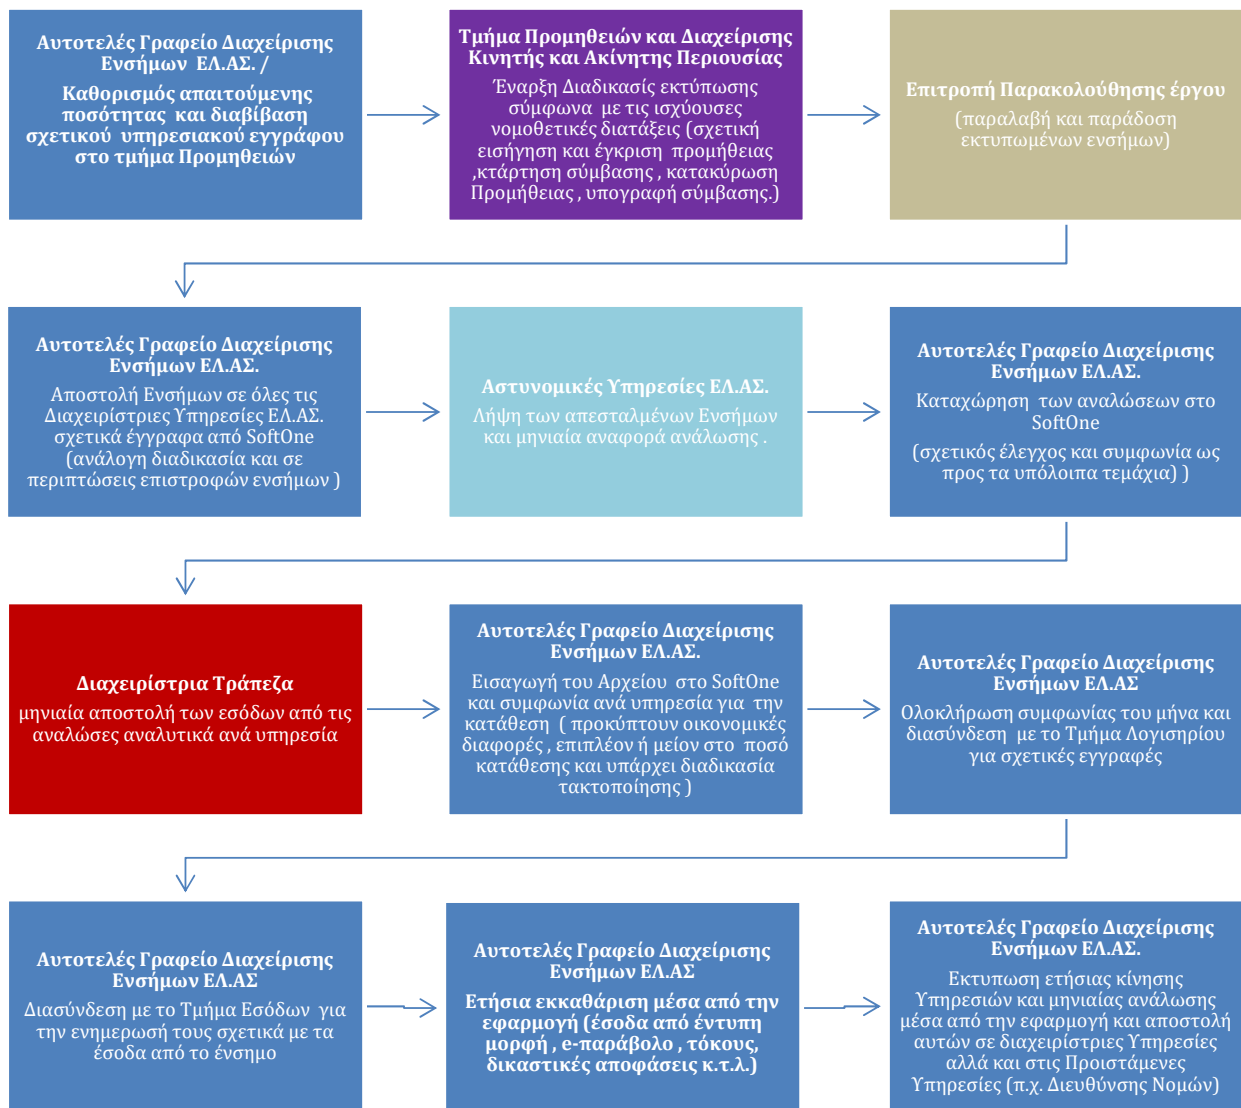 Αυτοτελές Γραφείο Διαχείρισης
Ενσήμων ΕΛ.ΑΣ. /
Καθορισμός απαιτούμενης
ποσότητας και διαβίβαση
σχετικού υπηρεσιακού εγγράφου
στο τμήμα Προμηθειών
Τμήμα Προμηθειών και Διαχείρισης
Κινητής και Ακίνητης Περιουσίας
Έναρξη Διαδικασίς εκτύπωσης
σύμφωνα με τις ισχύουσες
νομοθετικές διατάξεις (σχετική
εισήγηση και έγκριση προμήθειας
,κτάρτηση σύμβασης , κατακύρωση
Προμήθειας , υπογραφή σύμβασης.)
Επιτροπή Παρακολούθησης έργου
(παραλαβή και παράδοση
εκτυπωμένων ενσήμων)
Αυτοτελές Γραφείο Διαχείρισης
Ενσήμων ΕΛ.ΑΣ.
Αποστολή Ενσήμων σε όλες τις
Διαχειρίστριες Υπηρεσίες ΕΛ.ΑΣ.
σχετικά έγγραφα από SoftOne
(ανάλογη διαδικασία και σε
περιπτώσεις επιστροφών ενσήμων )
Αστυνομικές Υπηρεσίες ΕΛ.ΑΣ.
Λήψη των απεσταλμένων Ενσήμων
και μηνιαία αναφορά ανάλωσης .
Αυτοτελές Γραφείο Διαχείρισης
Ενσήμων ΕΛ.ΑΣ.
Καταχώρηση των αναλώσεων στο
SoftOne
(σχετικός έλεγχος και συμφωνία ως
προς τα υπόλοιπα τεμάχια) )
Διαχειρίστρια Τράπεζα
μηνιαία αποστολή των εσόδων από τις
αναλώσες αναλυτικά ανά υπηρεσία
Αυτοτελές Γραφείο Διαχείρισης
Ενσήμων ΕΛ.ΑΣ.
Εισαγωγή του Αρχείου στο SoftOne
και συμφωνία ανά υπηρεσία για την
κατάθεση ( προκύπτουν οικονομικές
διαφορές , επιπλέον ή μείον στο ποσό
κατάθεσης και υπάρχει διαδικασία
τακτοποίησης )
Αυτοτελές Γραφείο Διαχείρισης
Ενσήμων ΕΛ.ΑΣ
Ολοκλήρωση συμφωνίας του μήνα και
διασύνδεση με το Τμήμα Λογισηρίου
για σχετικές εγγραφές
Αυτοτελές Γραφείο Διαχείρισης
Ενσήμων ΕΛ.ΑΣ
Διασύνδεση με το Τμήμα Εσόδων για
την ενημερωσή τους σχετικά με τα
έσοδα από το ένσημο
Αυτοτελές Γραφείο Διαχείρισης
Ενσήμων ΕΛ.ΑΣ
Ετήσια εκκαθάριση μέσα από την
εφαρμογή (έσοδα από έντυπη
μορφή , e-παράβολο , τόκους,
δικαστικές αποφάσεις κ.τ.λ.)
Αυτοτελές Γραφείο Διαχείρισης
Ενσήμων ΕΛ.ΑΣ.
Εκτυπωση ετήσιας κίνησης
Υπηρεσιών και μηνιαίας ανάλωσης
μέσα από την εφαρμογή και αποστολή
αυτών σε διαχειρίστριες Υπηρεσίες
αλλά και στις Προιστάμενες
Υπηρεσίες (π.χ. Διευθύνσης Νομών)